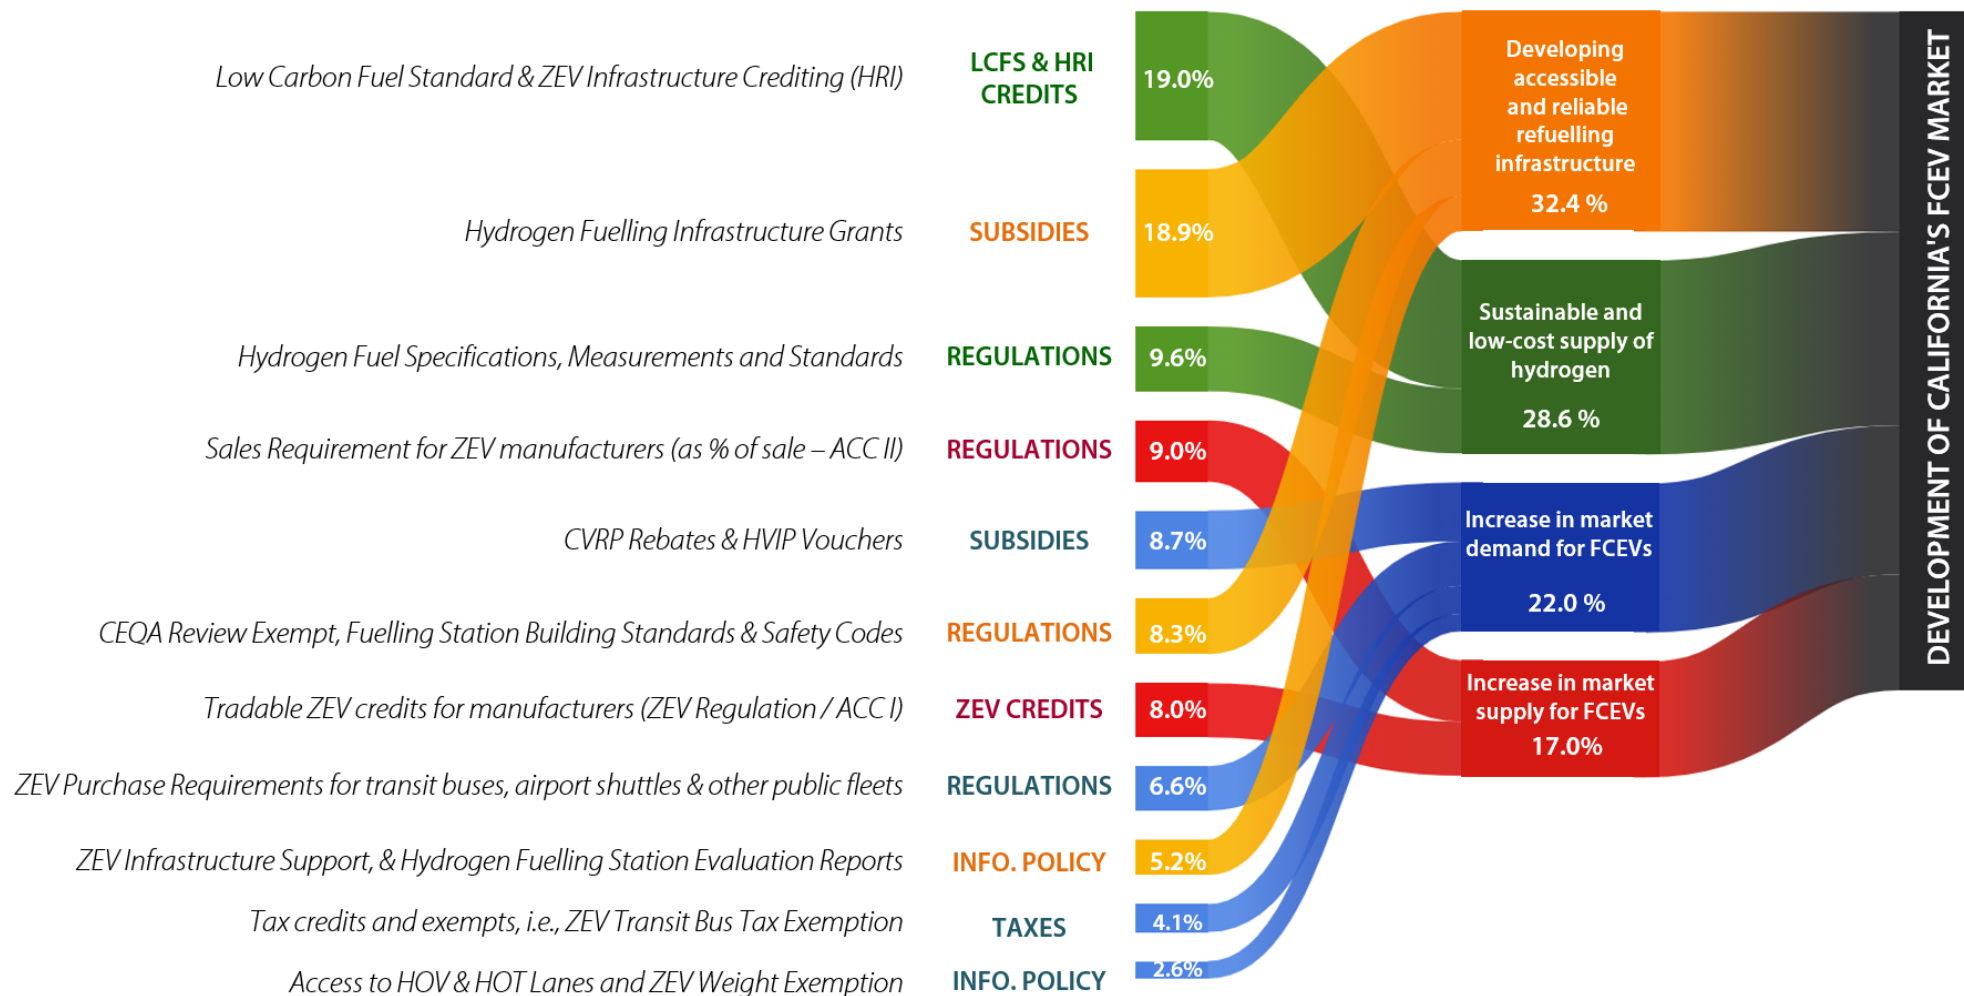 Low Carbon Fuel Standard & ZEV Infrastructure Crediting (HRI)
LCFS & HRI
CREDITS
19.0%
Hydrogen Fuelling Infrastructure Grants
SUBSIDIES
18.9%
Hydrogen Fuel Specifications, Measurements and Standards
REGULATIONS
9.6%
Sales Requirement for ZEV manufacturers (as % of sale – ACC II)
REGULATIONS
9.0%
CVRP Rebates & HVIP Vouchers
SUBSIDIES
8.7%
CEQA Review Exempt, Fuelling Station Building Standards & Safety Codes
REGULATIONS
8.3%
Tradable ZEV credits for manufacturers (ZEV Regulation / ACC I)
ZEV CREDITS
8.0%
ZEV Purchase Requirements for transit buses, airport shuttles & other public fleets
REGULATIONS
6.6%
ZEV Infrastructure Support, & Hydrogen Fuelling Station Evaluation Reports
INFO. POLICY
5.2%
Tax credits and exempts, i.e., ZEV Transit Bus Tax Exemption
TAXES
4.1%
Access to HOV & HOT Lanes and ZEV Weight Exemption
INFO. POLICY
2.6%
Developing
accessible
and reliable
refuelling
infrastructure
32.4 %
Sustainable and
low-cost supply of
hydrogen
28.6 %
Increase in market
demand for FCEVs
22.0 %
Increase in market
supply for FCEVs
17.0%
DEVELOPMENT OF CALIFORNIA'S FCEV MARKET